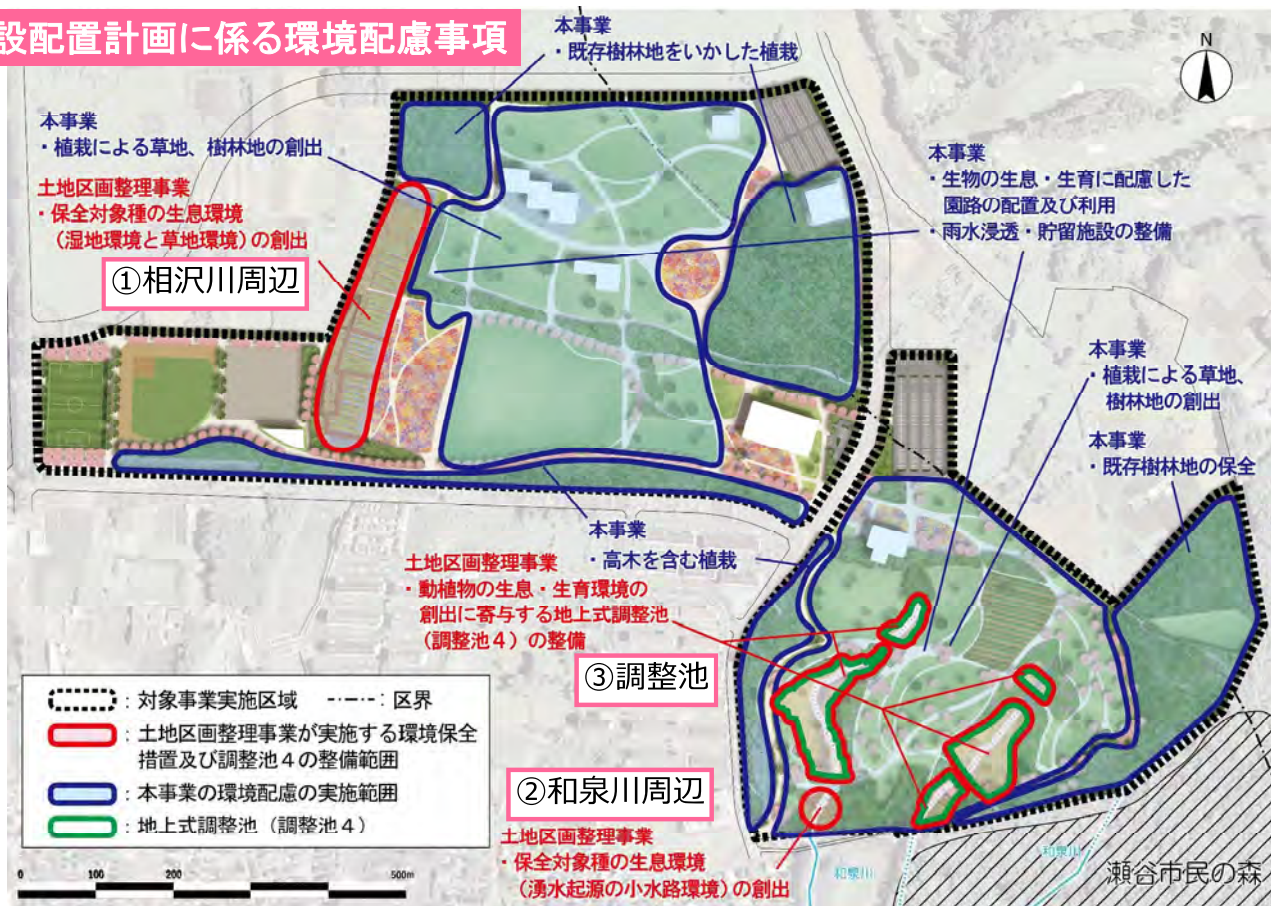 設配置計画に係る環境配慮事項
本事業
・既存樹林地をいかした植栽
N
本事業
・植栽による草地、樹林地の創出
土地区画整理事業
・保全対象種の生息環境
（湿地環境と草地環境）の創出
①相沢川周辺
本事業
・生物の生息・生育に配慮した
園路の配置及び利用
・雨水浸透・貯留施設の整備
本事業
・植栽による草地、
樹林地の創出
本事業
・既存樹林地の保全
本事業
・高木を含む植栽
土地区画整理事業
・動植物の生息・生育環境の
創出に寄与する地上式調整池
（調整池４）の整備
③調整池
②和泉川周辺
土地区画整理事業
・保全対象種の生息環境
（湧水起源の小水路環境）の創出
和泉川
和泉川
瀬谷市民の森
：対象事業実施区域
：区界
：土地区画整理事業が実施する環境保全
措置及び調整池４の整備範囲
：本事業の環境配慮の実施範囲
：地上式調整池（調整池４）
0 100 200 500m